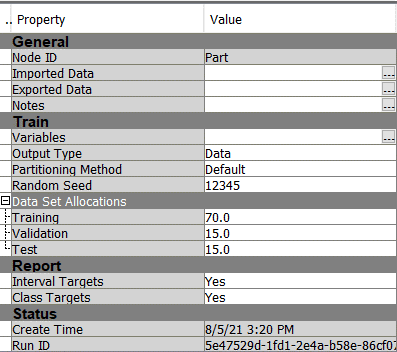 .. Property Value
General
Node ID Part
Imported Data ...
Exported Data ...
Notes ...
Train
Variables ...
Output Type Data
Partitioning Method Default
Random Seed 12345
Data Set Allocations
Training 70.0
Validation 15.0
Test 15.0
Report
Interval Targets Yes
Class Targets Yes
Status
Create Time 8/5/21 3:20 PM
Run ID 5e47529d-1fd1-2e4a-b58e-86cf07